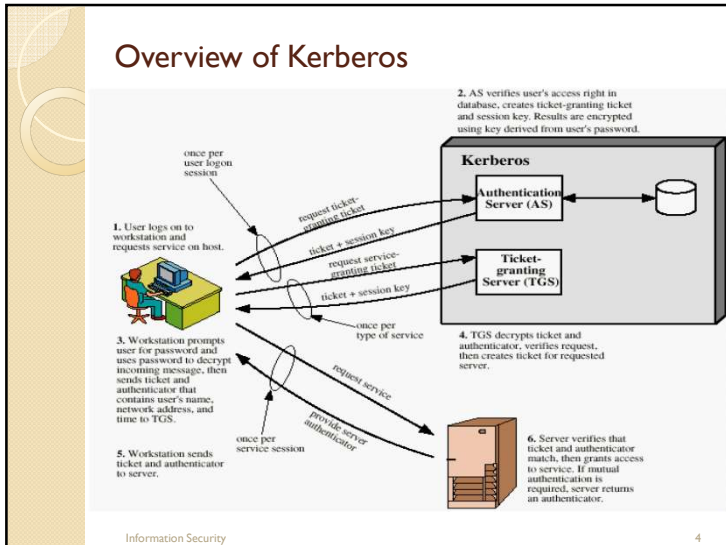 Overview of Kerberos
2. AS verifies user's access right in
database, creates ticket-granting ticket
and session key. Results are encrypted
using key derived from user's password.
once per
user logon
session
Kerberos
request ticket-
granting ticket
Authentication
Server (AS)
1. User logs on to
workstation and
requests service on host.
ticket + session key
request service-
granting ticket
Ticket-
granting
Server (TGS)
ticket + session key
once per
type of service
3. Workstation prompts
user for password and
uses password to decrypt
incoming message, then
sends ticket and
authenticator that
contains user's name,
network address, and
time to TGS.
4. TGS decrypts ticket and
authenticator, verifies request,
then creates ticket for requested
server.
request service
provide server
authenticator
once per
service session
5. Workstation sends
ticket and authenticator
to server.
6. Server verifies that
ticket and authenticator
match, then grants access
to service. If mutual
authentication is
required, server returns
an authenticator.
Information Security
4